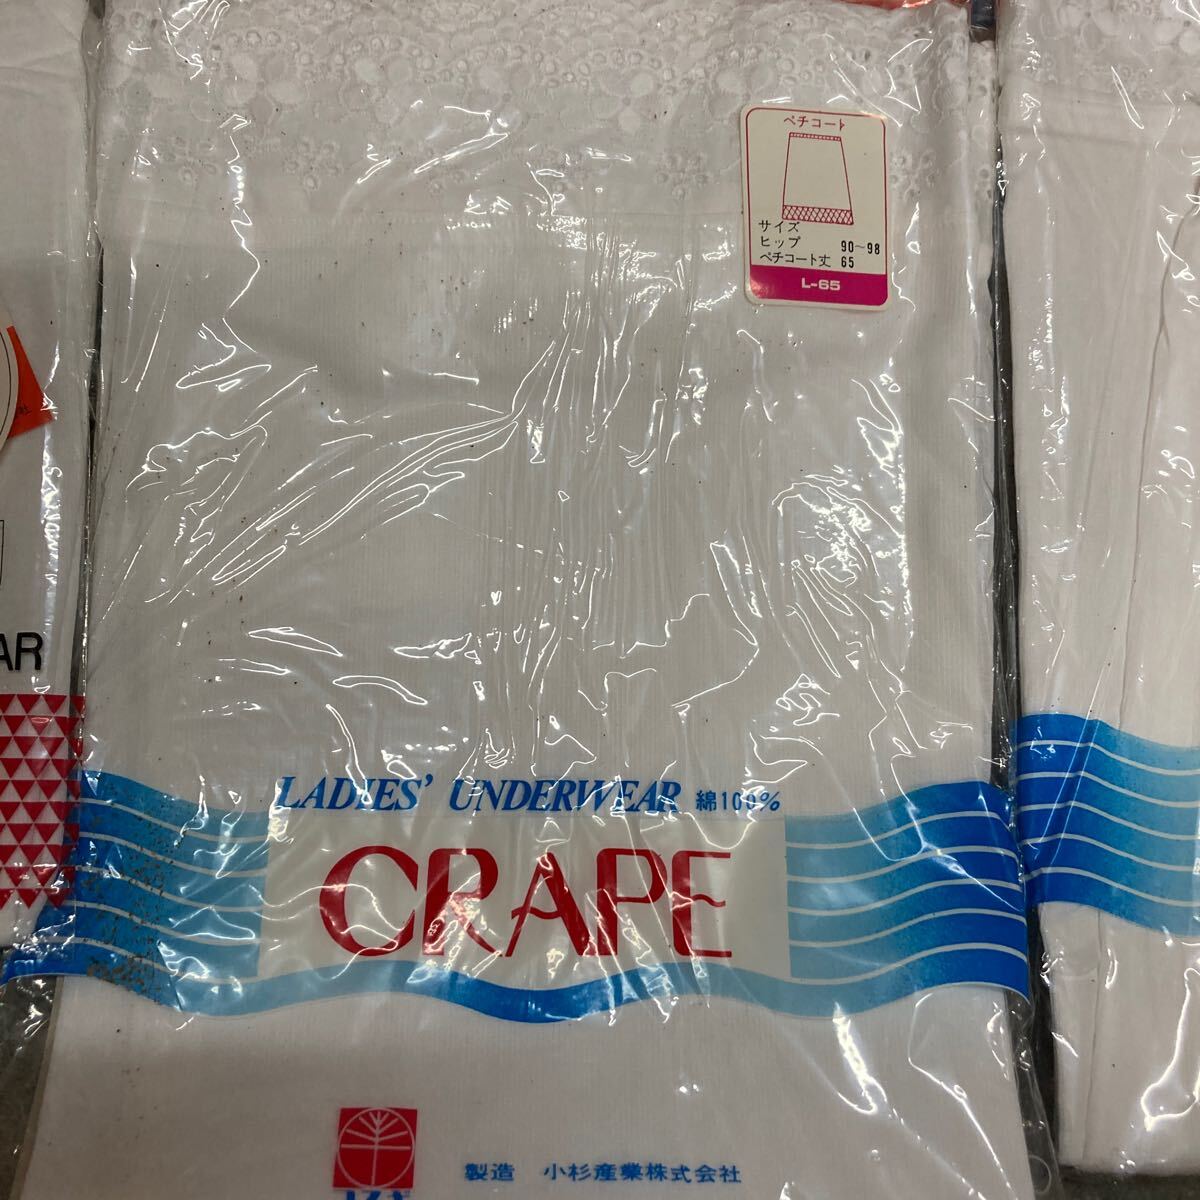 ペチコート
サイズ
ヒップ 90～98
ペチコート丈 65
L-65
AR
LADIES' UNDERWEAR 綿100%
CRAPE
製造 小杉産業株式会社